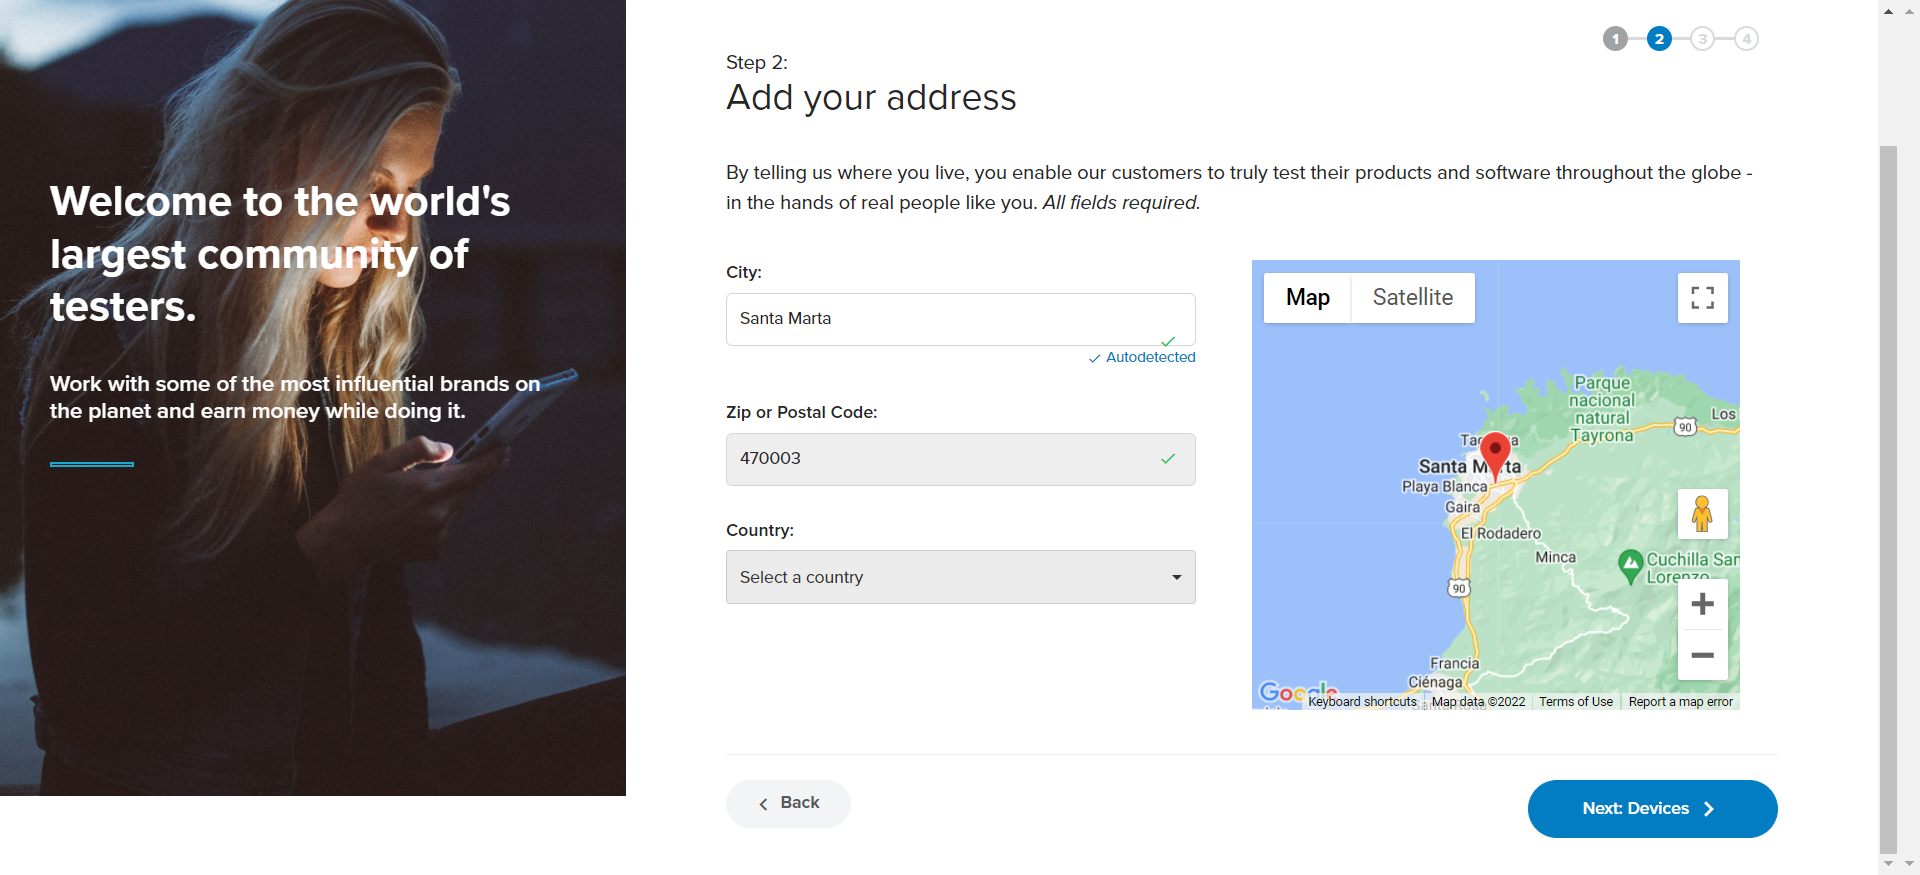 Welcome to the world's
largest community of
testers.
Work with some of the most influential brands on
the planet and earn money while doing it.
1
2
3
4
Step 2:
Add your address
By telling us where you live, you enable our customers to truly test their products and software throughout the globe -
in the hands of real people like you. All fields required.
City:
Santa Marta
Autodetected
Zip or Postal Code:
470003
Country:
Select a country
Map
Satellite
Parque
nacional
natural
Tayrona
Los
90
Santa Marta
Playa Blanca
Gaira
El Rodadero
Minca
Cuchilla San
Lorenzo
90
Francia
Ciénaga
Google
Keyboard shortcuts
Map data ©2022
Terms of Use
Report a map error
Back
Next: Devices